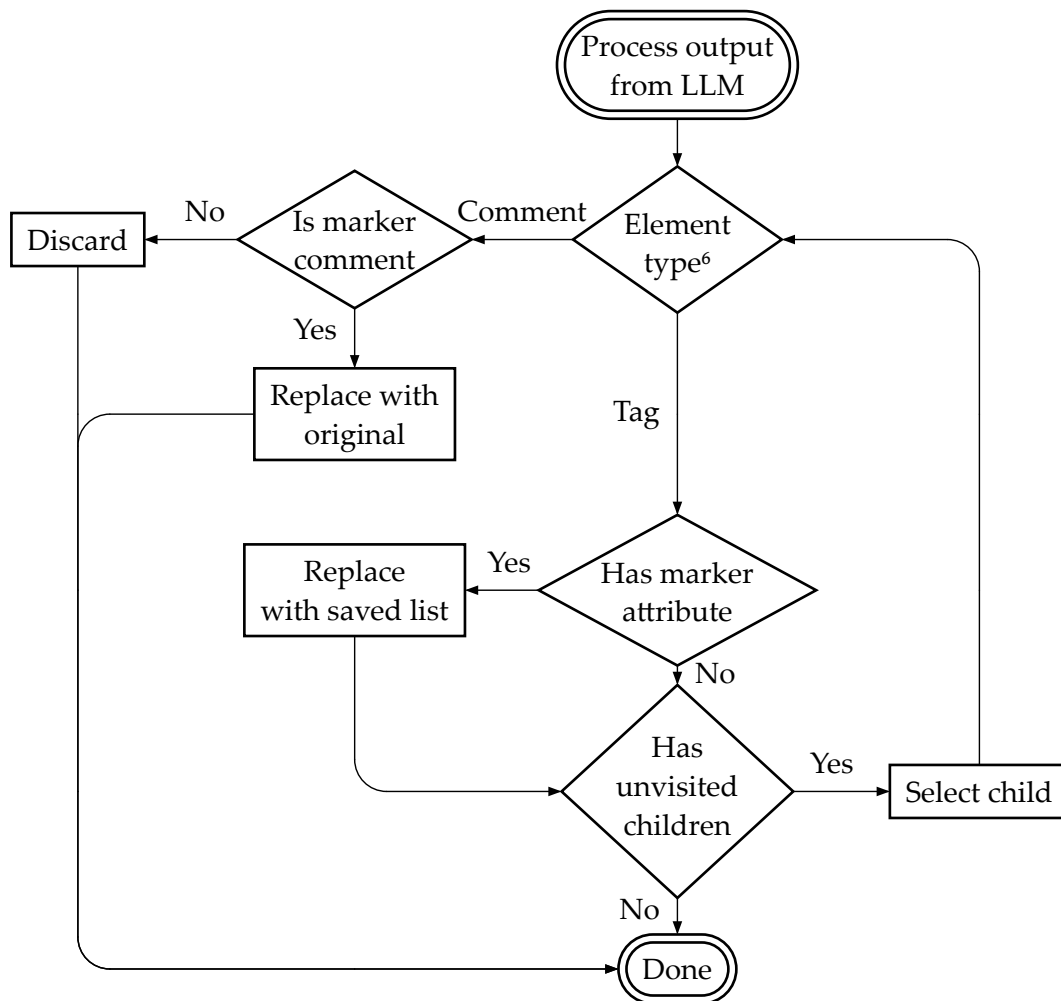 Process output
from LLM
Comment
Element
type⁶
No
Is marker
comment
Discard
Yes
Replace with
original
Tag
Replace
with saved list
Yes
Has marker
attribute
No
Has
unvisited
children
Yes
Select child
No
Done